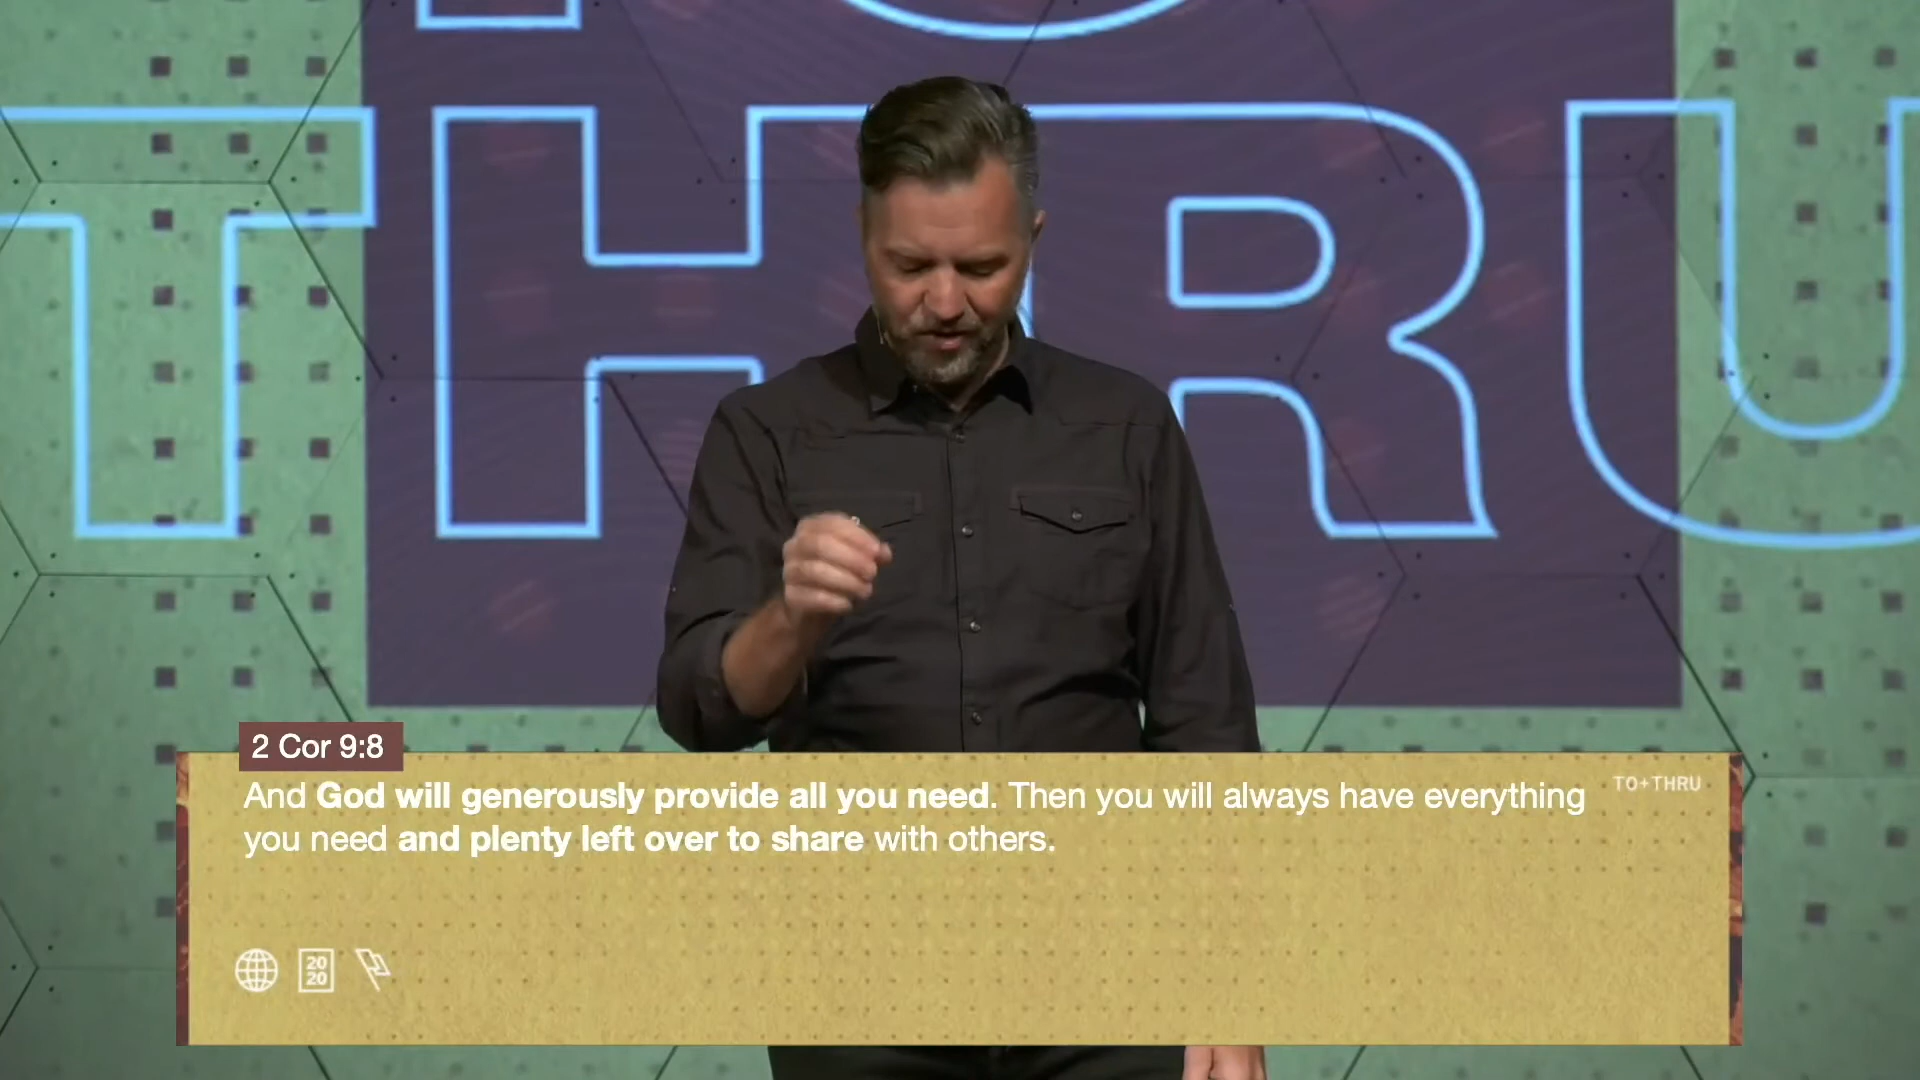 THRU
2 Cor 9:8
And God will generously provide all you need. Then you will always have everything
TO+THRU
you need and plenty left over to share with others.
20
20